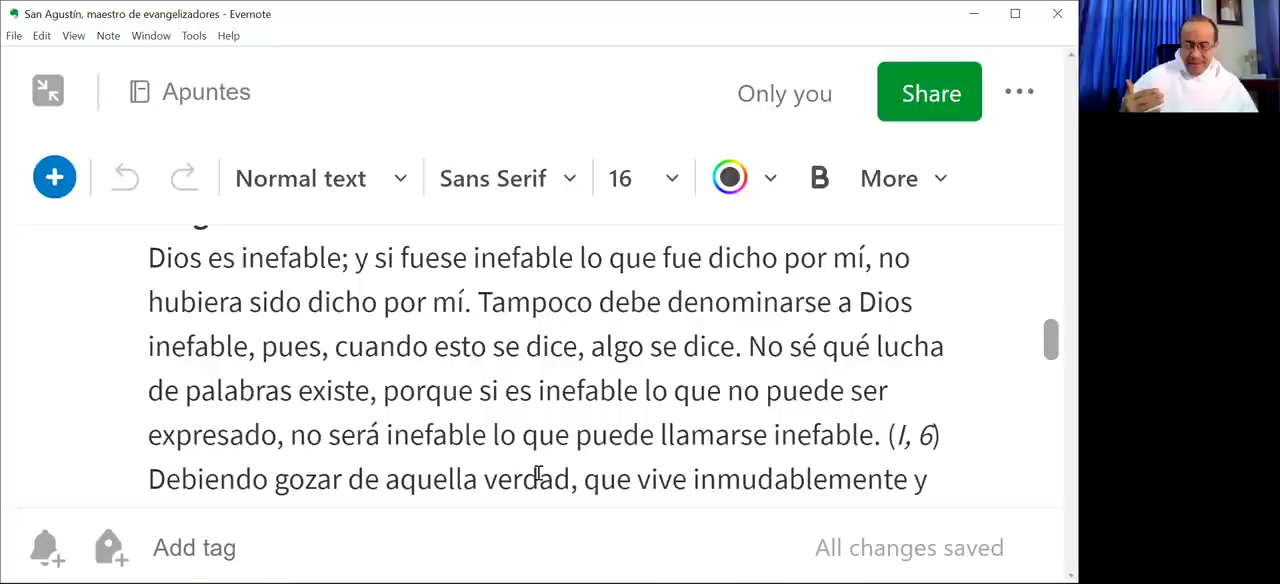 San Agustín, maestro de evangelizadores - Evernote
File Edit View Note Window Tools Help
Apuntes Only you Share
Normal text Sans Serif 16 B More
Dios es inefable; y si fuese inefable lo que fue dicho por mí, no
hubiera sido dicho por mí. Tampoco debe denominarse a Dios
inefable, pues, cuando esto se dice, algo se dice. No sé qué lucha
de palabras existe, porque si es inefable lo que no puede ser
expresado, no será inefable lo que puede llamarse inefable. (I, 6)
Debiendo gozar de aquella verdad, que vive inmudablemente y
Add tag All changes saved